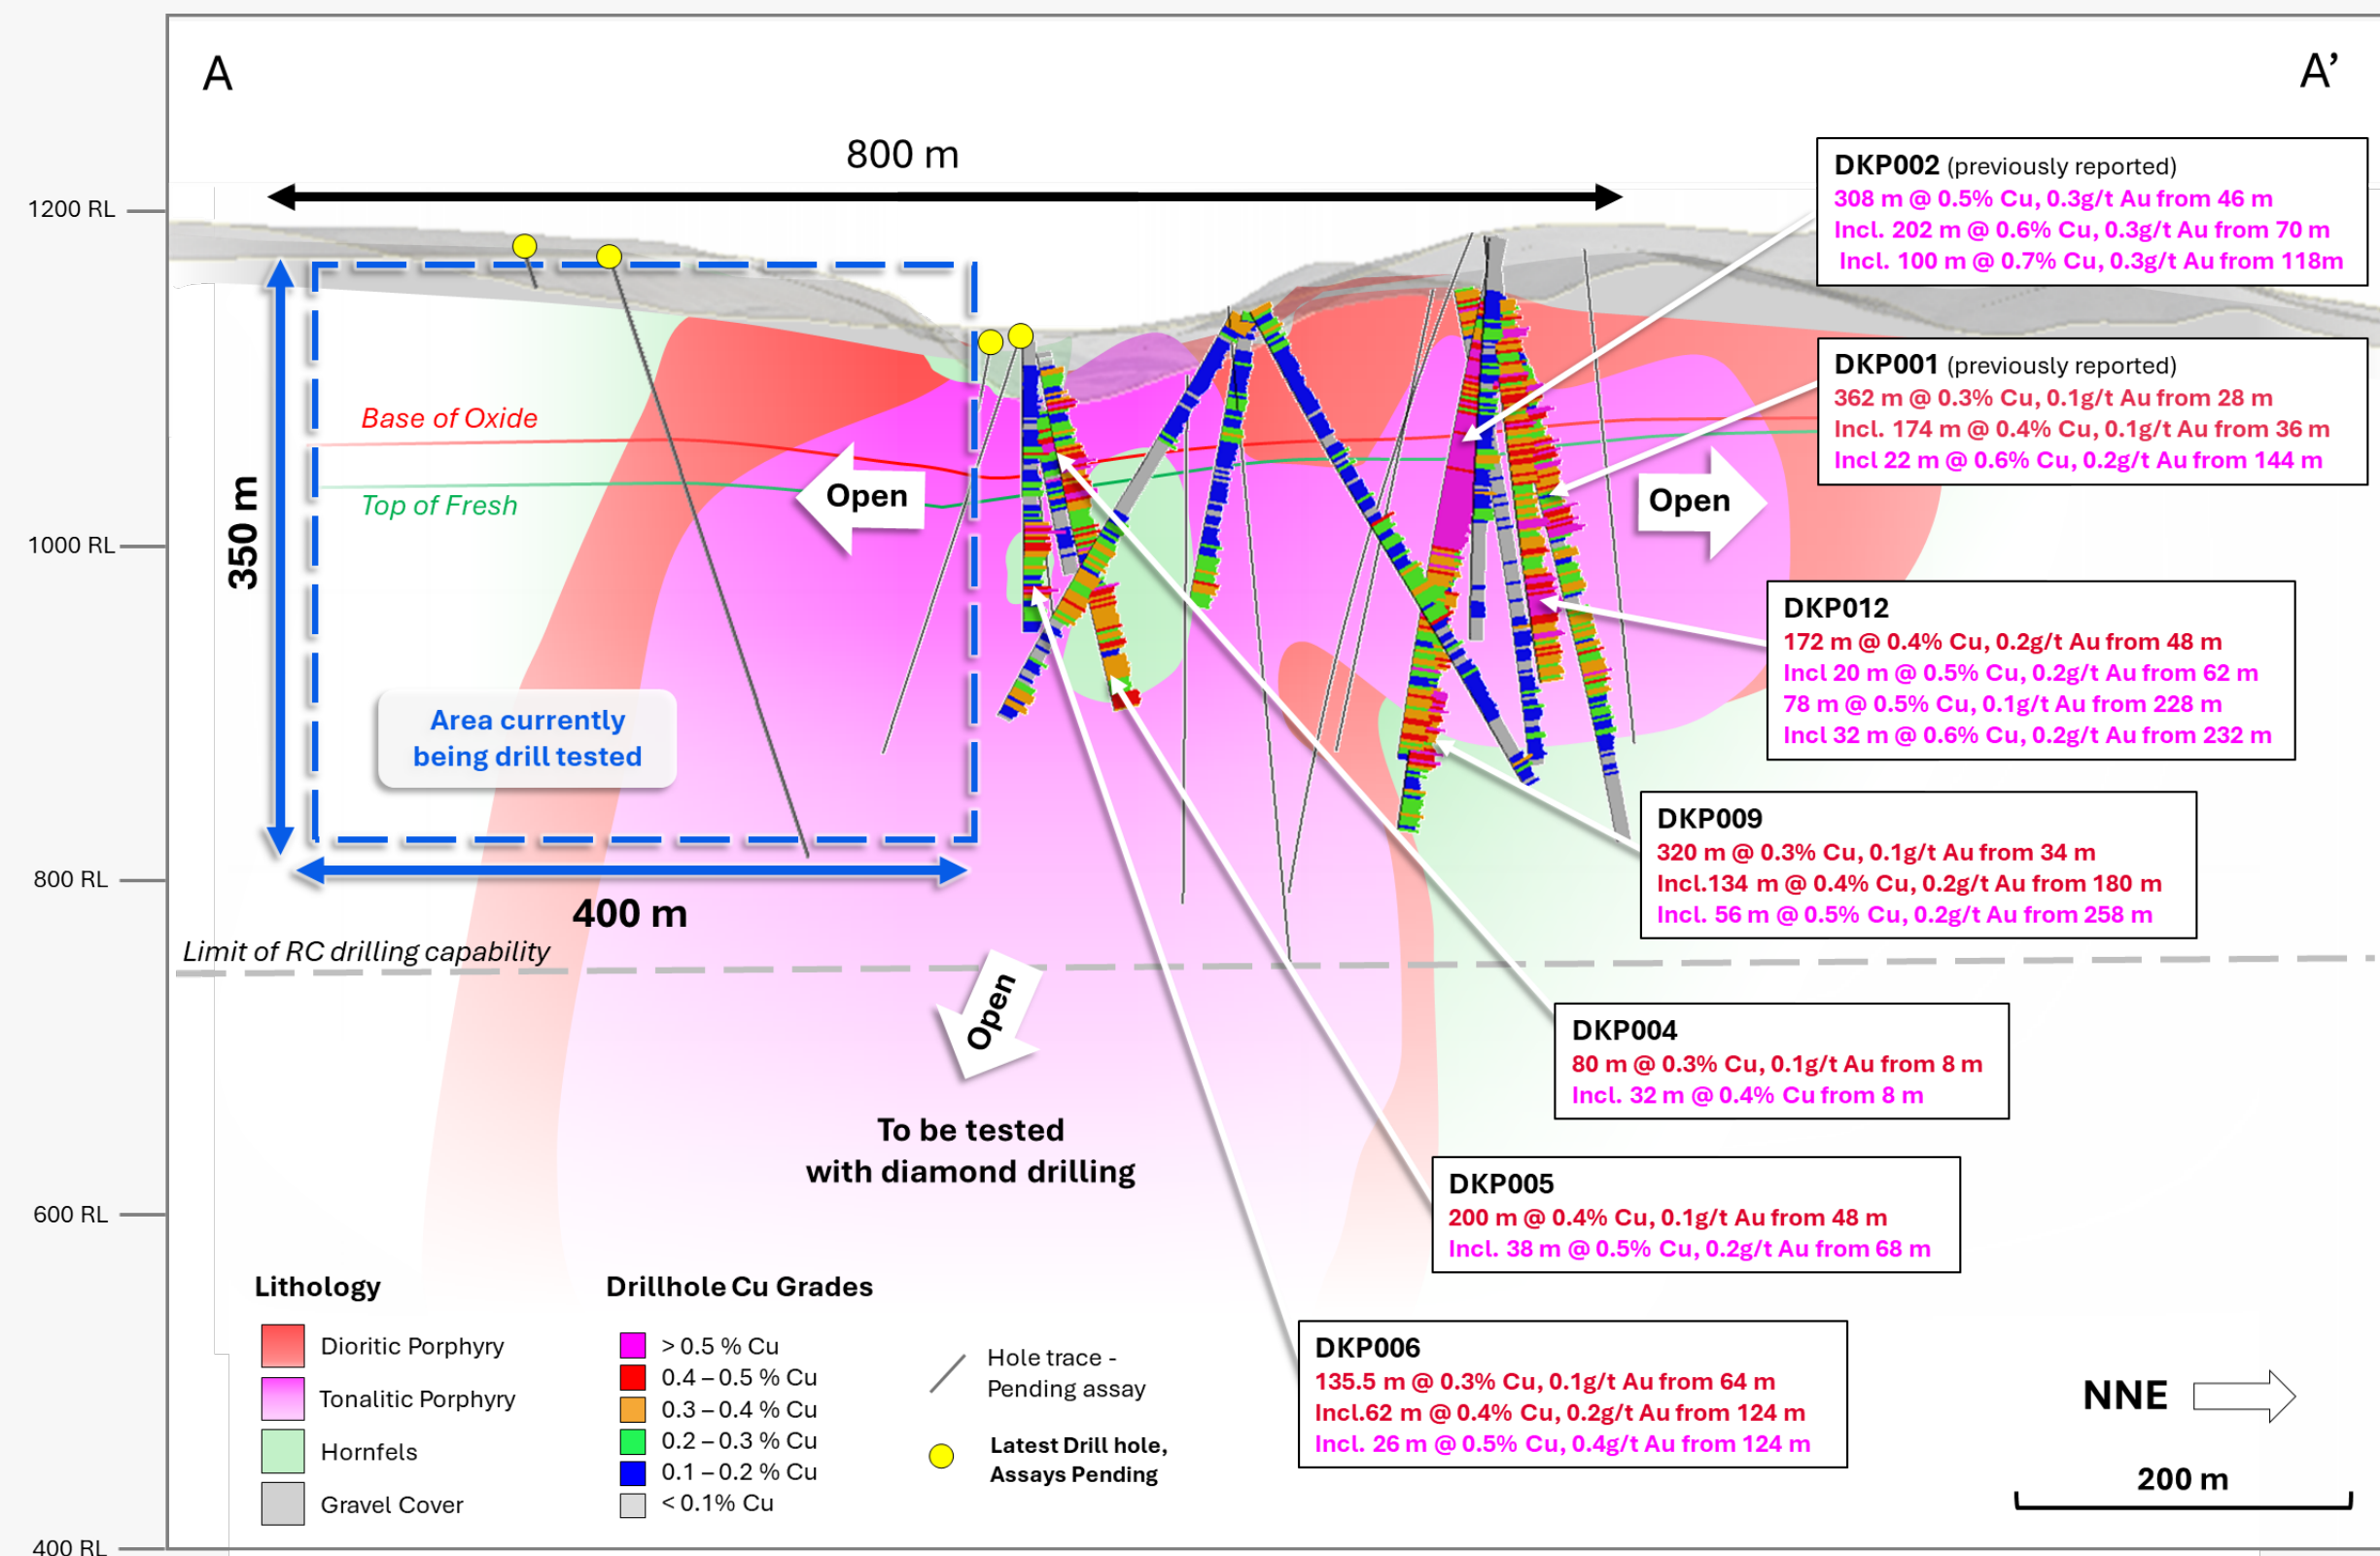 A
A’
800 m
1200 RL
1000 RL
800 RL
600 RL
400 RL
DKP002 (previously reported)
308 m @ 0.5% Cu, 0.3g/t Au from 46 m
Incl. 202 m @ 0.6% Cu, 0.3g/t Au from 70 m
Incl. 100 m @ 0.7% Cu, 0.3g/t Au from 118m
DKP001 (previously reported)
362 m @ 0.3% Cu, 0.1g/t Au from 28 m
Incl. 174 m @ 0.4% Cu, 0.1g/t Au from 36 m
Incl 22 m @ 0.6% Cu, 0.2g/t Au from 144 m
Base of Oxide
Top of Fresh
Open
Open
350 m
DKP012
172 m @ 0.4% Cu, 0.2g/t Au from 48 m
Incl 20 m @ 0.5% Cu, 0.2g/t Au from 62 m
78 m @ 0.5% Cu, 0.1g/t Au from 228 m
Incl 32 m @ 0.6% Cu, 0.2g/t Au from 232 m
Area currently
being drill tested
DKP009
320 m @ 0.3% Cu, 0.1g/t Au from 34 m
Incl.134 m @ 0.4% Cu, 0.2g/t Au from 180 m
Incl. 56 m @ 0.5% Cu, 0.2g/t Au from 258 m
400 m
Limit of RC drilling capability
Open
DKP004
80 m @ 0.3% Cu, 0.1g/t Au from 8 m
Incl. 32 m @ 0.4% Cu from 8 m
To be tested
with diamond drilling
DKP005
200 m @ 0.4% Cu, 0.1g/t Au from 48 m
Incl. 38 m @ 0.5% Cu, 0.2g/t Au from 68 m
DKP006
135.5 m @ 0.3% Cu, 0.1g/t Au from 64 m
Incl.62 m @ 0.4% Cu, 0.2g/t Au from 124 m
Incl. 26 m @ 0.5% Cu, 0.4g/t Au from 124 m
Lithology
Dioritic Porphyry
Tonalitic Porphyry
Hornfels
Gravel Cover
Drillhole Cu Grades
> 0.5 % Cu
0.4 – 0.5 % Cu
0.3 – 0.4 % Cu
0.2 – 0.3 % Cu
0.1 – 0.2 % Cu
< 0.1% Cu
Hole trace -
Pending assay
Latest Drill hole,
Assays Pending
NNE
200 m